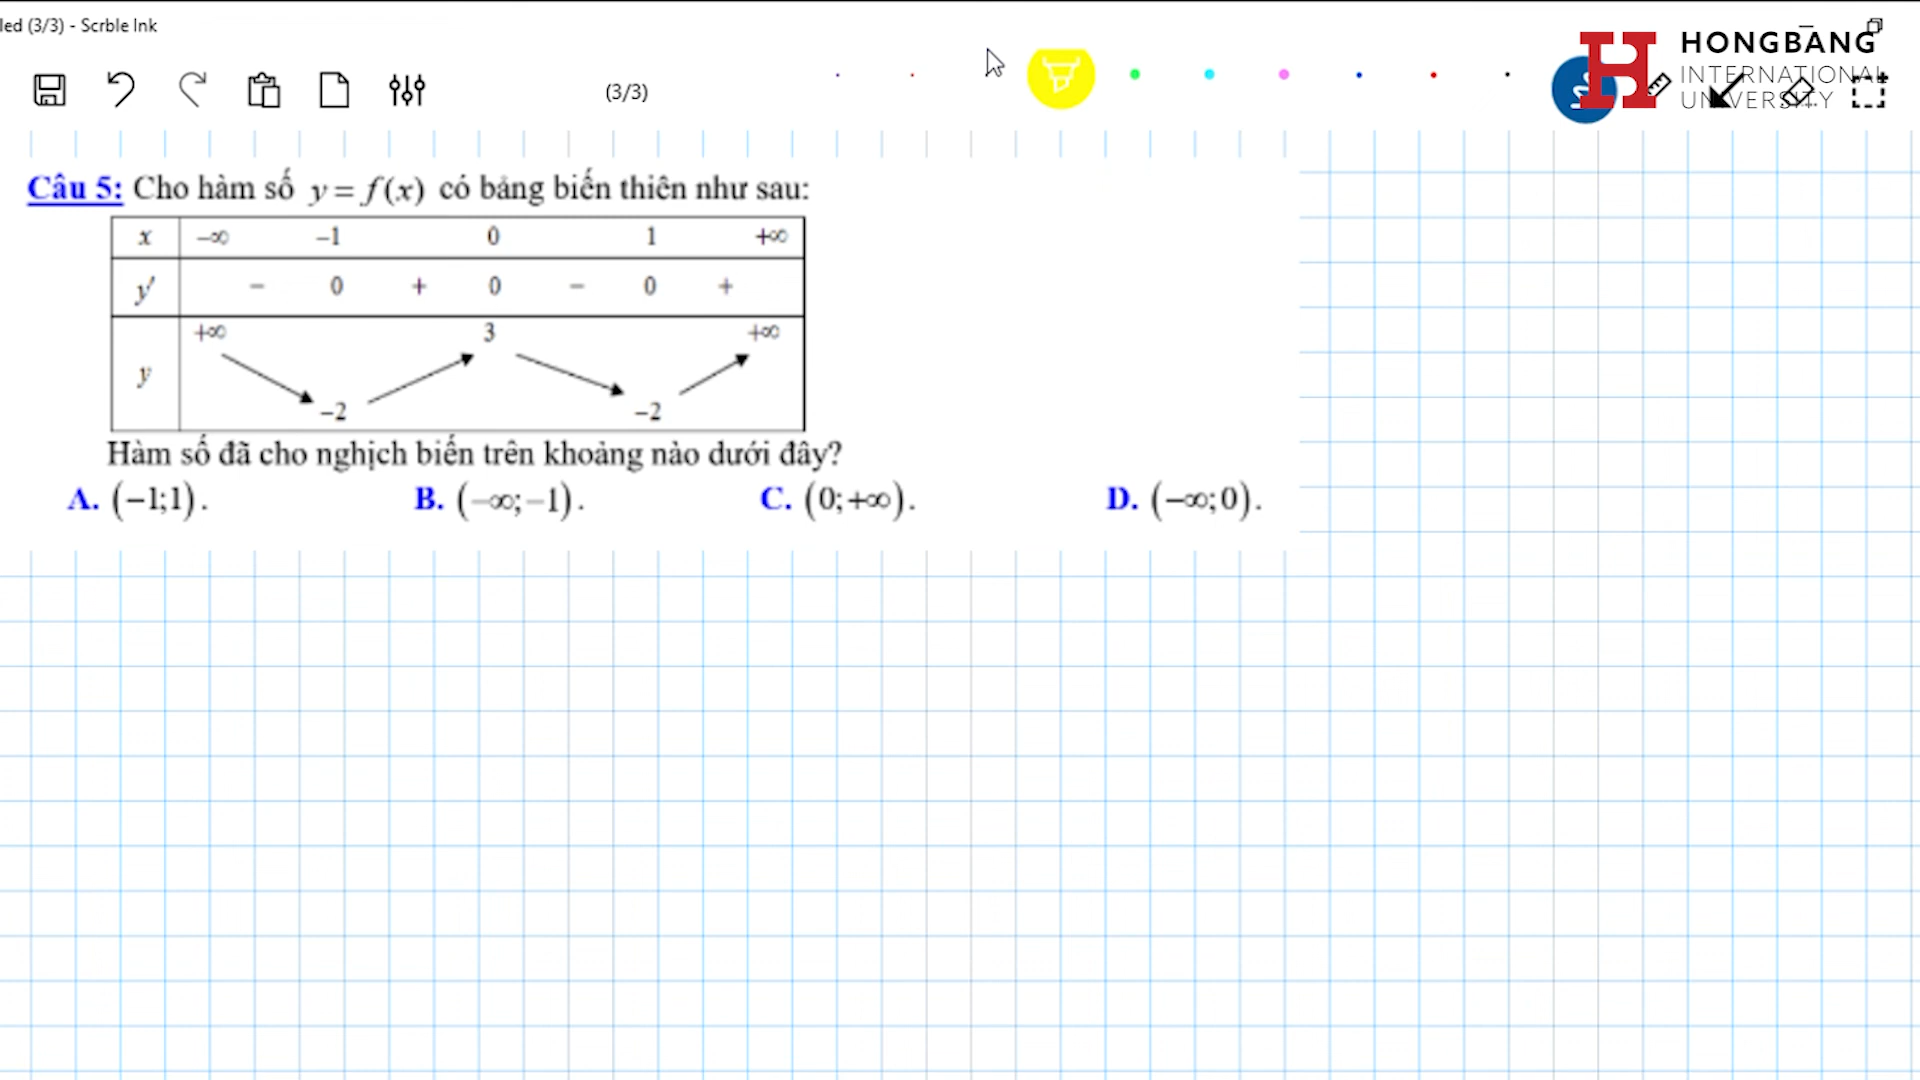 led (3/3) - Scrble Ink
(3/3)
HONGBANG
INTERNATIONAL
UNIVERSITY
Câu 5: Cho hàm số y = f(x) có bảng biến thiên như sau:
x −∞ −1 0 1 +∞
y′ − 0 + 0 − 0 +
+∞ 3 +∞
y
−2 −2
Hàm số đã cho nghịch biến trên khoảng nào dưới đây?
A. (−1;1). B. (−∞;−1). C. (0;+∞). D. (−∞;0).